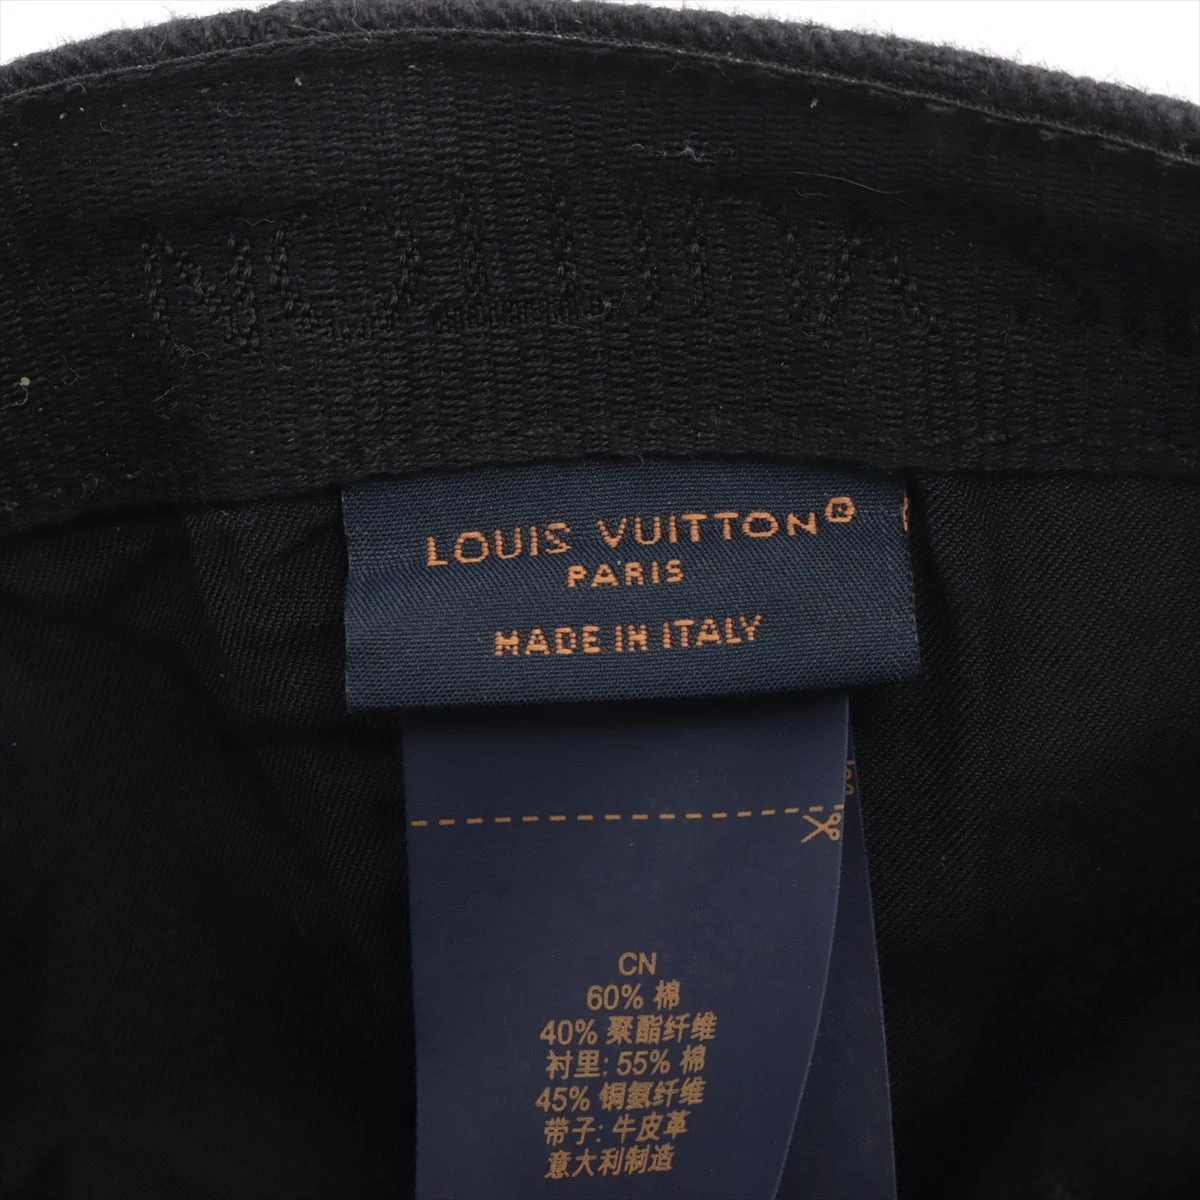 LOUIS VUITTON®
PARIS
MADE IN ITALY
CN
60% 棉
40% 聚酯纤维
衬里: 55% 棉
45% 铜氨纤维
带子: 牛皮革
意大利制造